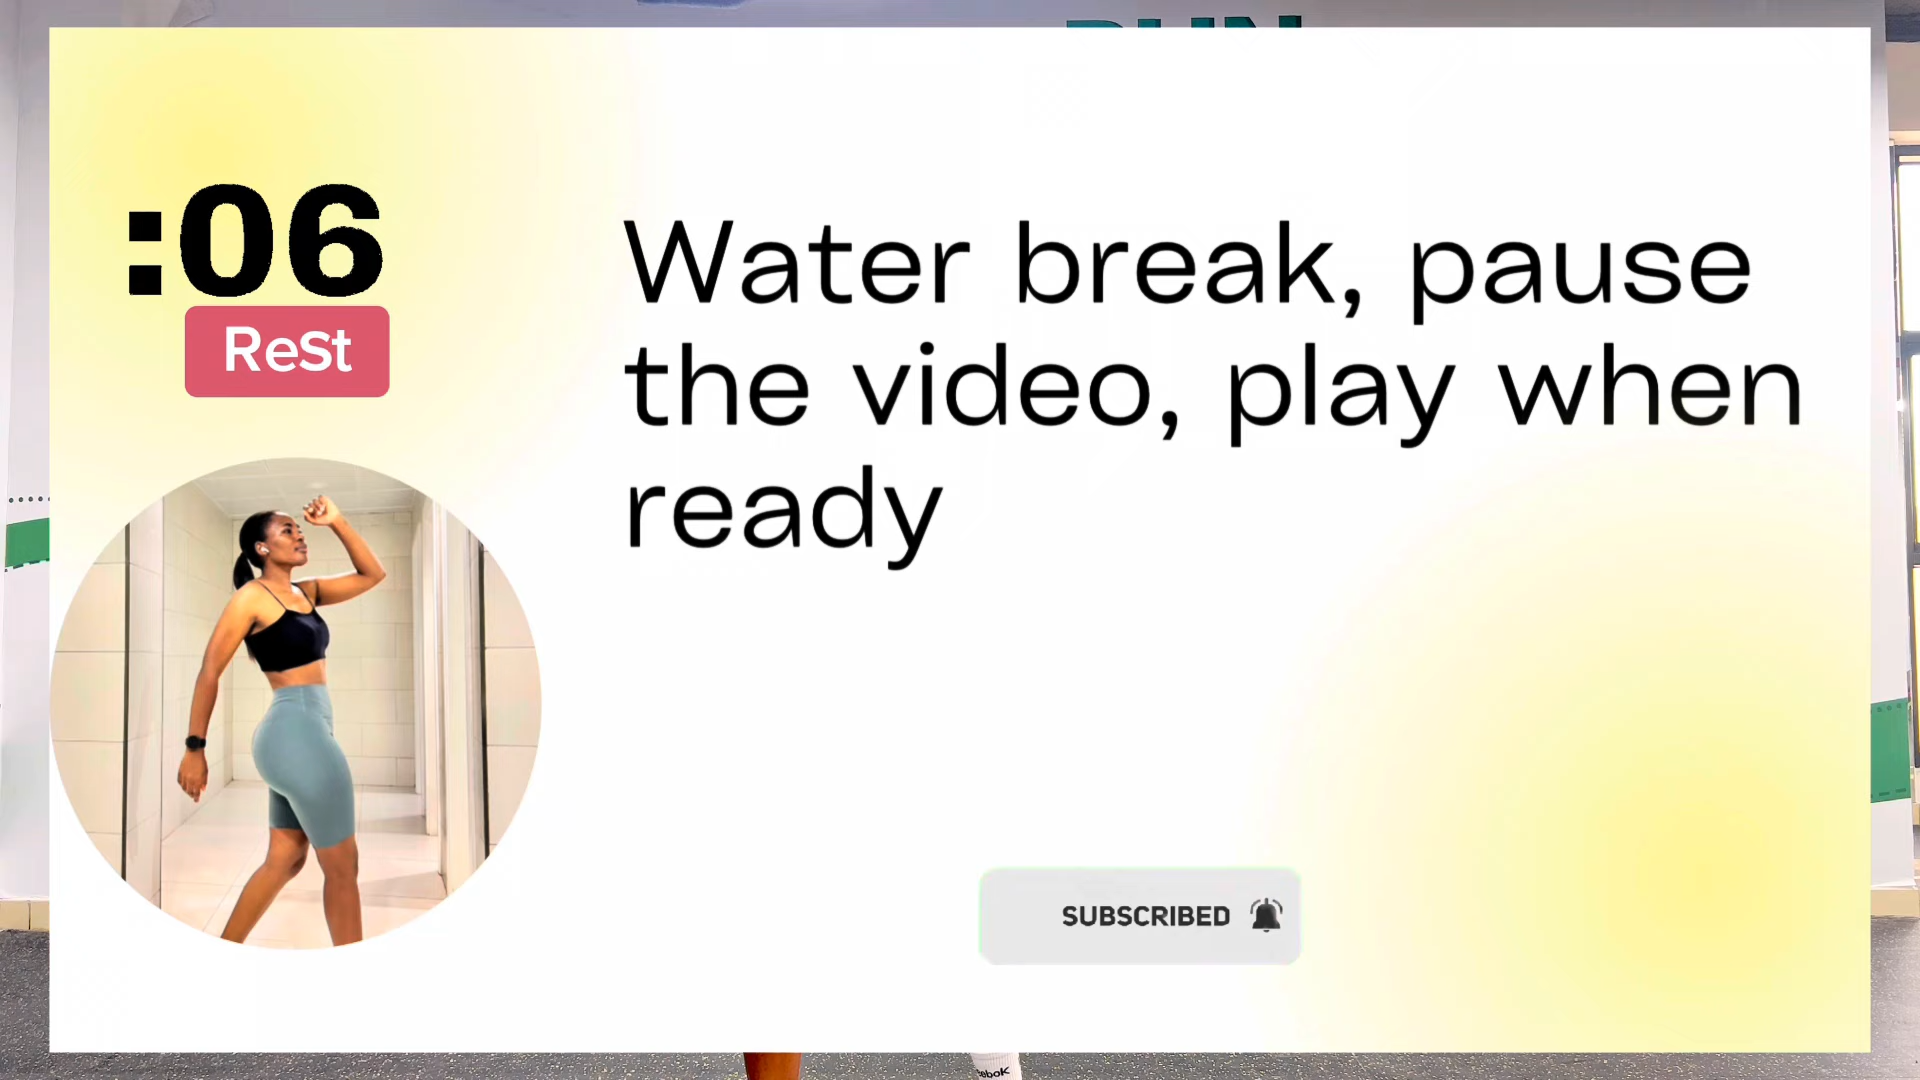 :06
ReSt
Water break, pause
the video, play when
ready
SUBSCRIBED